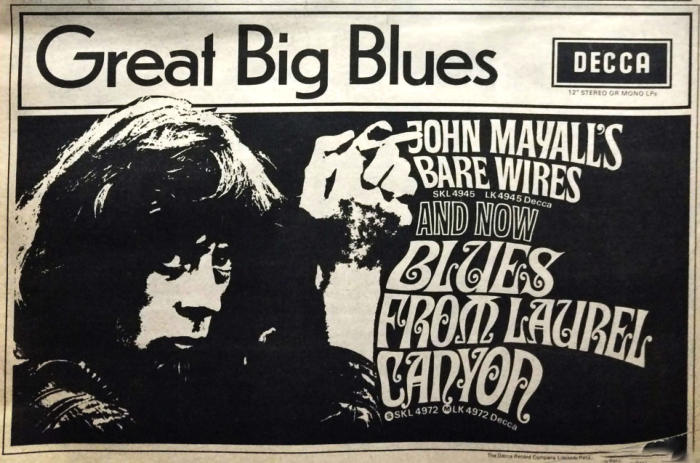 Great Big Blues
DECCA
12" STEREO OR MONO LPs
JOHN MAYALL'S
BARE WIRES
SKL 4945 LK 4945 Decca
AND NOW
BLUES
FROM LAUREL
CANYON
Ⓢ SKL 4972 Ⓜ LK 4972 Decca
The Decca Record Company Limited